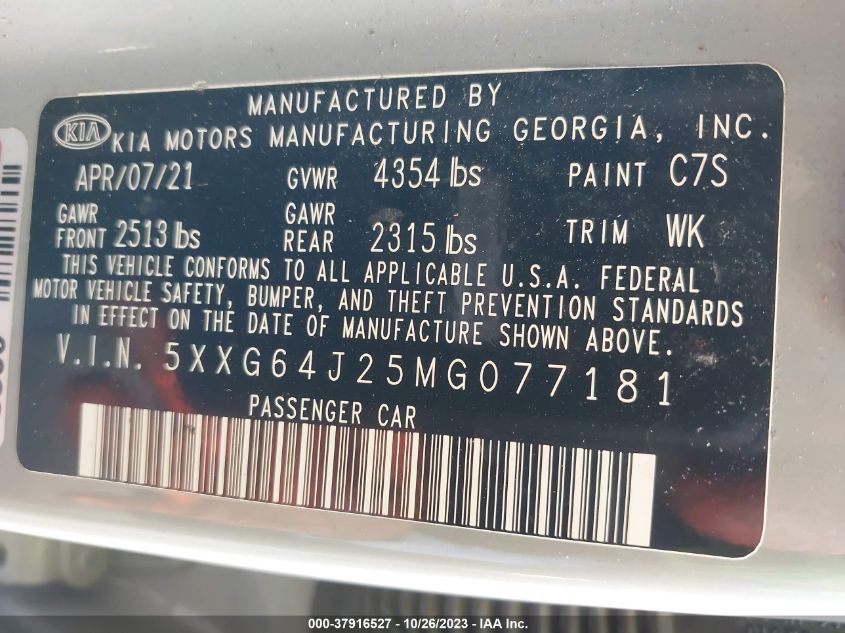 MANUFACTURED BY
KIA KIA MOTORS MANUFACTURING GEORGIA, INC.
APR/07/21 GVWR 4354 lbs PAINT C7S
GAWR FRONT 2513 lbs GAWR REAR 2315 lbs TRIM WK
THIS VEHICLE CONFORMS TO ALL APPLICABLE U.S.A. FEDERAL
MOTOR VEHICLE SAFETY, BUMPER, AND THEFT PREVENTION STANDARDS
IN EFFECT ON THE DATE OF MANUFACTURE SHOWN ABOVE.
V.I.N. 5XXG64J25MG077181
PASSENGER CAR
000-37916527 | 10/26/2023 | Copyright © IAA Inc.